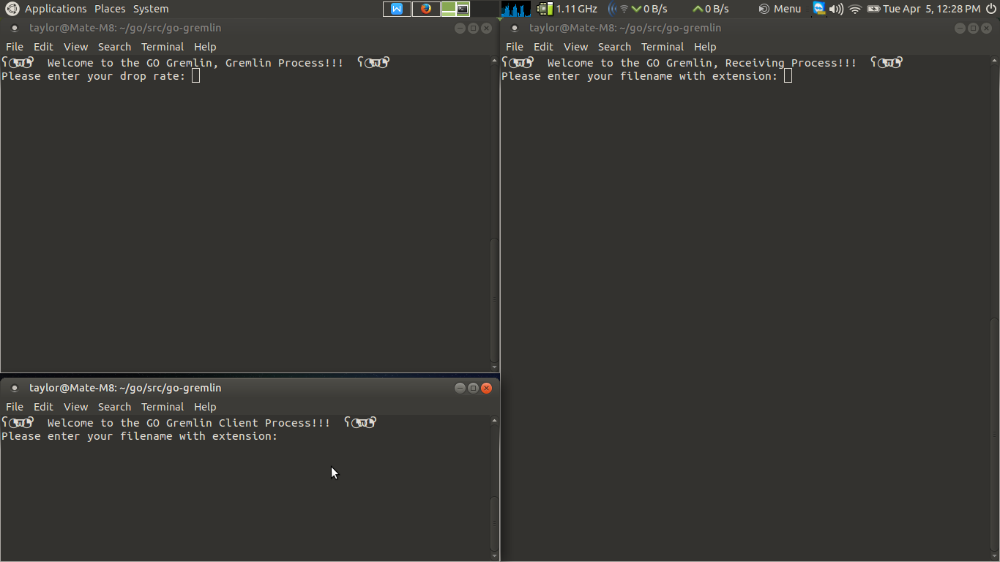 Applications Places System 1.11 GHz 0 B/s 0 B/s Menu Tue Apr 5, 12:28 PM
taylor@Mate-M8: ~/go/src/go-gremlin
File Edit View Search Terminal Help
Welcome to the GO Gremlin, Gremlin Process!!!
Please enter your drop rate:
taylor@Mate-M8: ~/go/src/go-gremlin
File Edit View Search Terminal Help
Welcome to the GO Gremlin, Receiving Process!!!
Please enter your filename with extension:
taylor@Mate-M8: ~/go/src/go-gremlin
File Edit View Search Terminal Help
Welcome to the GO Gremlin Client Process!!!
Please enter your filename with extension: